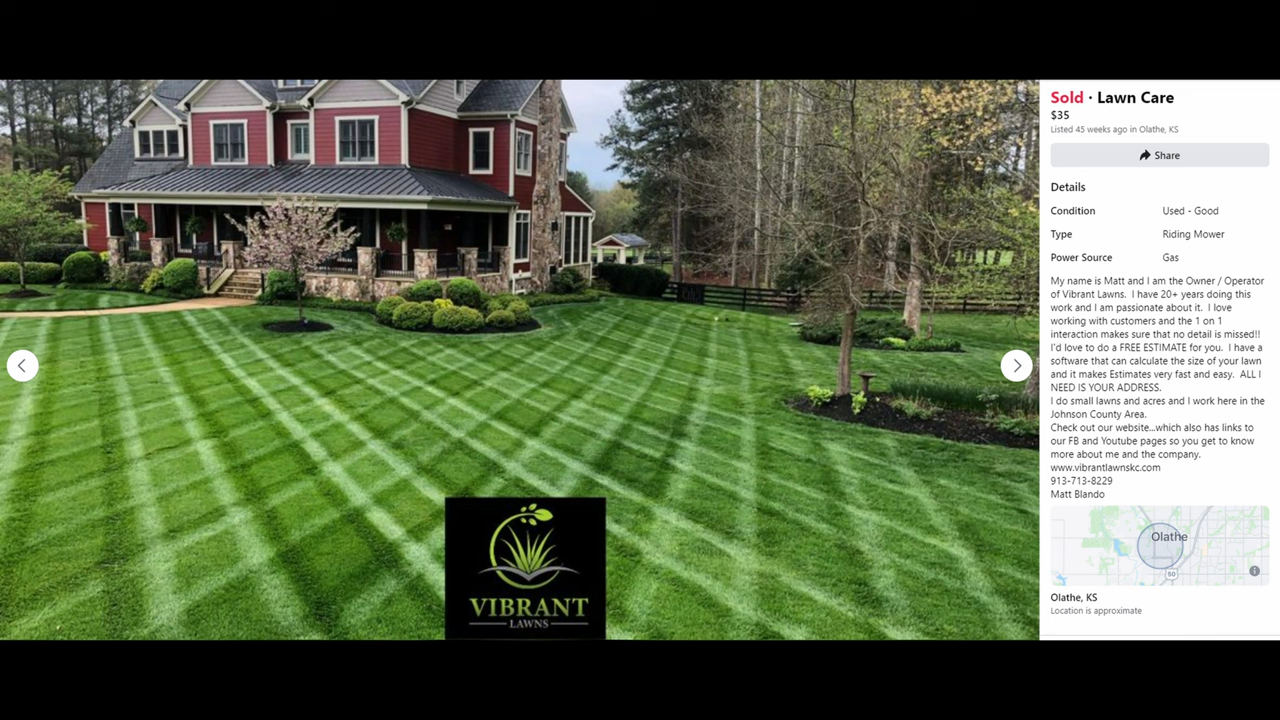 Sold · Lawn Care
$35
Listed 45 weeks ago in Olathe, KS
Share
Details
Condition Used - Good
Type Riding Mower
Power Source Gas
My name is Matt and I am the Owner / Operator
of Vibrant Lawns. I have 20+ years doing this
work and I am passionate about it. I love
working with customers and the 1 on 1
interaction makes sure that no detail is missed!!
I'd love to do a FREE ESTIMATE for you. I have a
software that can calculate the size of your lawn
and it makes Estimates very fast and easy. ALL I
NEED IS YOUR ADDRESS.
I do small lawns and acres and I work here in the
Johnson County Area.
Check out our website...which also has links to
our FB and Youtube pages so you get to know
more about me and the company.
www.vibrantlawnskc.com
913-713-8229
Matt Blando
Olathe
50
Olathe, KS
Location is approximate
VIBRANT
LAWNS